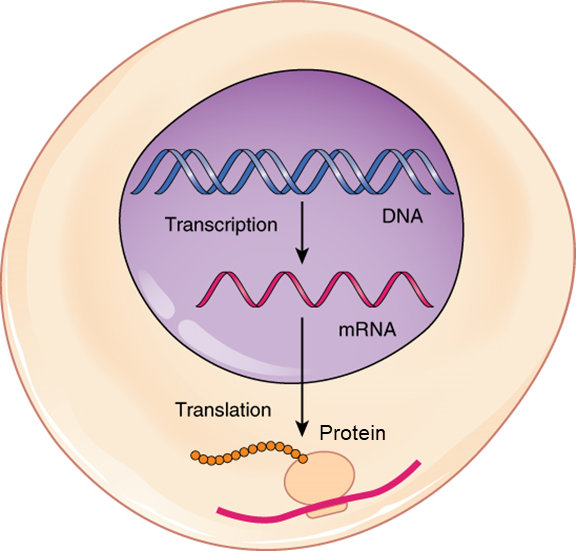 Transcription
DNA
mRNA
Translation
Protein